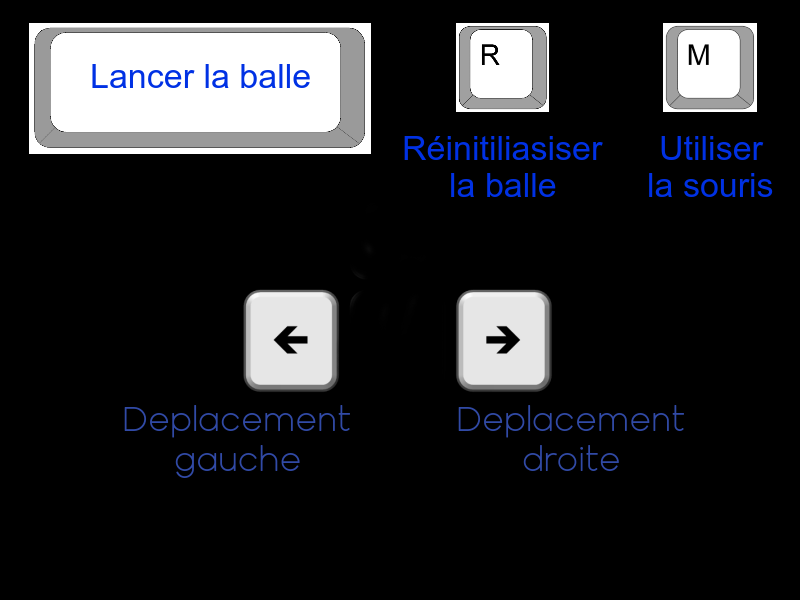 Lancer la balle
R
M
Réinitiliasiser
la balle
Utiliser
la souris
Deplacement
gauche
Deplacement
droite